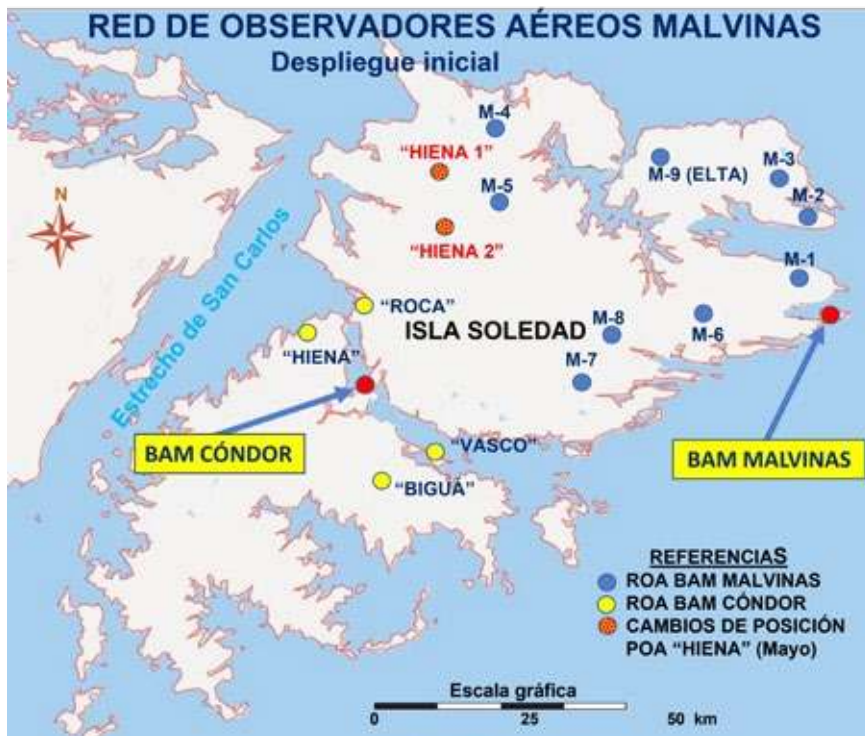 RED DE OBSERVADORES AÉREOS MALVINAS
Despliegue inicial
M-4
"HIENA 1"
M-5
M-9 (ELTA)
M-3
M-2
N
"HIENA 2"
M-1
Estrecho de San Carlos
"ROCA"
ISLA SOLEDAD
M-8
M-6
"HIENA"
M-7
BAM CÓNDOR
"VASCO"
BAM MALVINAS
"BIGUÁ"
REFERENCIAS
ROA BAM MALVINAS
ROA BAM CÓNDOR
CAMBIOS DE POSICIÓN
POA "HIENA" (Mayo)
Escala gráfica
0 25 50 km